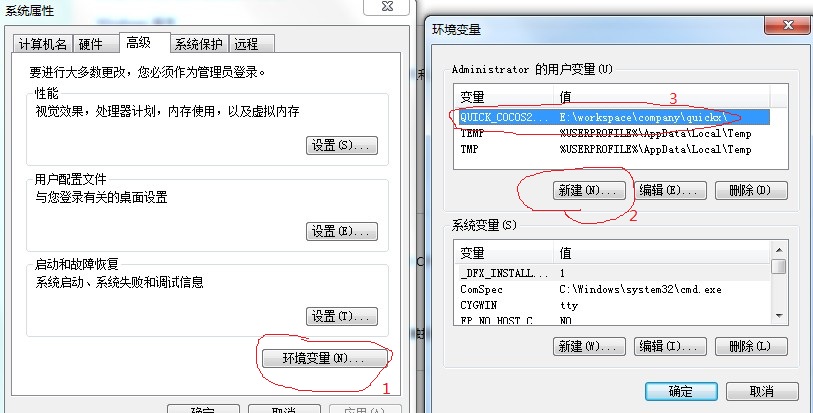 系统属性
计算机名 硬件 高级 系统保护 远程
要进行大多数更改，您必须作为管理员登录。
性能
视觉效果，处理器计划，内存使用，以及虚拟内存
设置(S)...
用户配置文件
与您登录有关的桌面设置
设置(E)...
启动和故障恢复
系统启动、系统失败和调试信息
设置(T)...
环境变量(N)...
1
确定 取消 应用(A)
环境变量
Administrator 的用户变量(U)
3
变量 值
QUICK_COCOS2... E:\workspace\company\quickx\
TEMP %USERPROFILE%\AppData\Local\Temp
TMP %USERPROFILE%\AppData\Local\Temp
新建(N)... 编辑(E)... 删除(D)
2
系统变量(S)
变量 值
_DFX_INSTALL... 1
ComSpec C:\Windows\system32\cmd.exe
CYGWIN tty
FP_NO_HOST_C... NO
新建(W)... 编辑(I)... 删除(L)
确定 取消